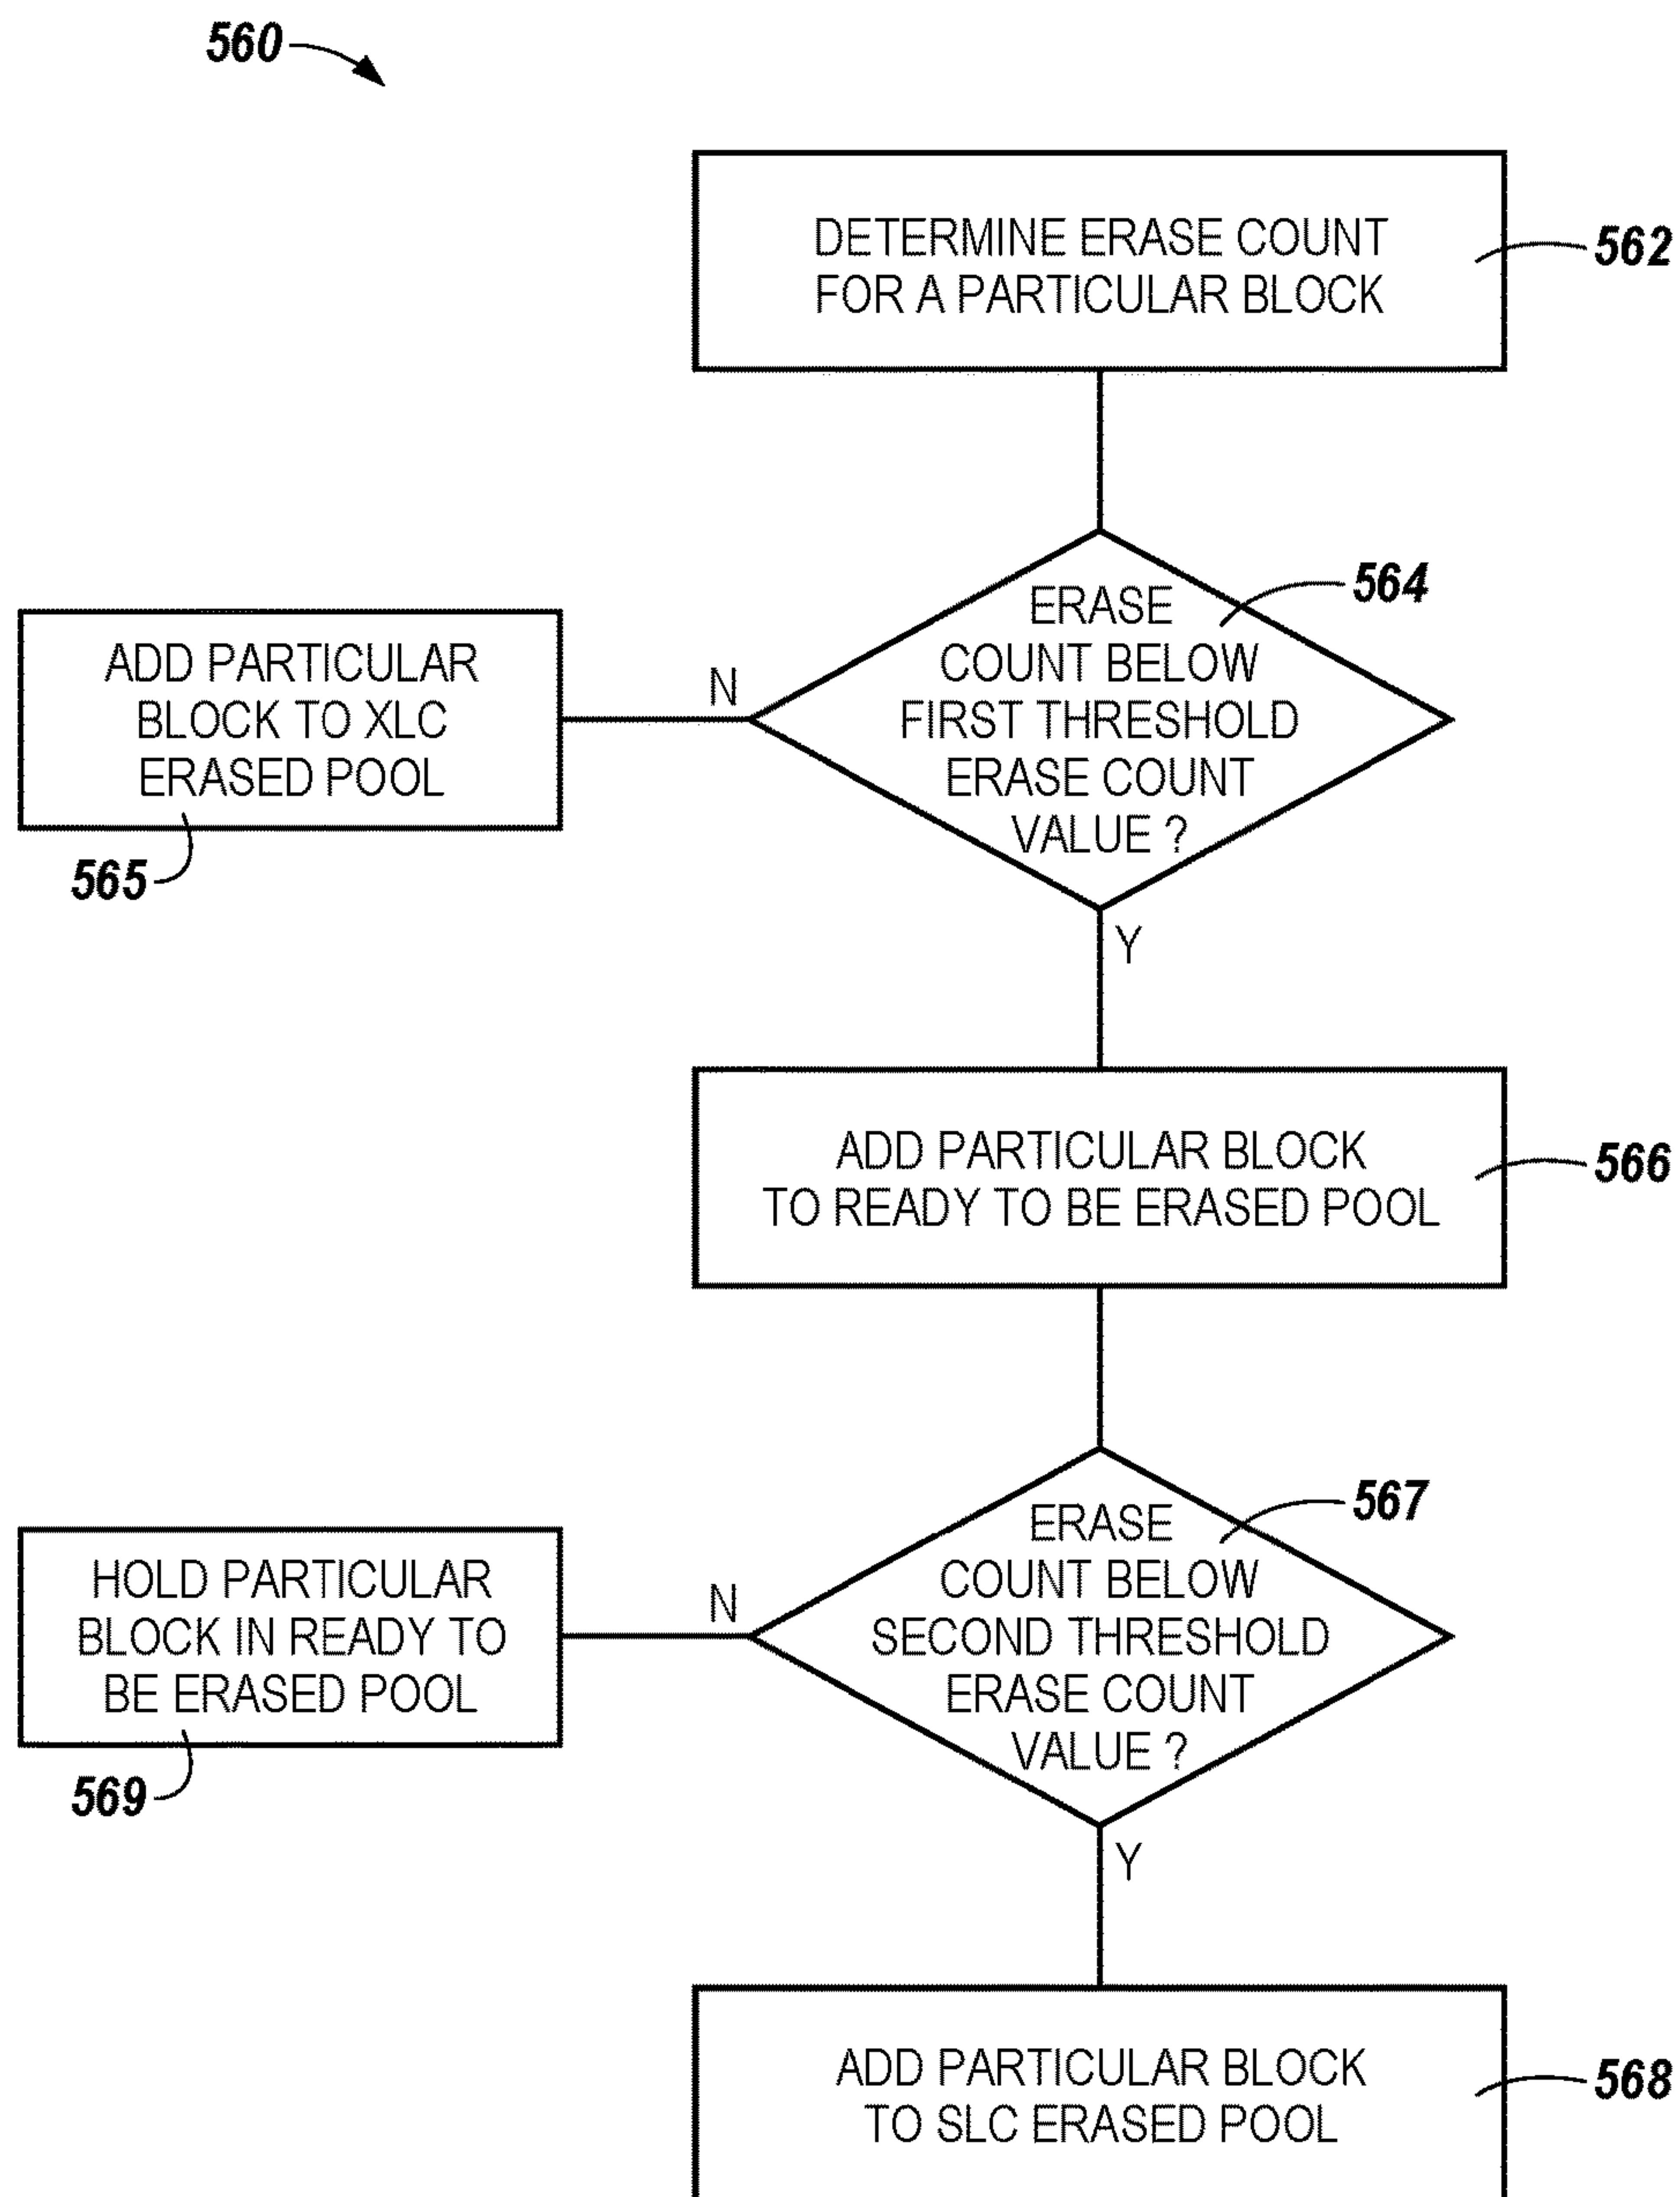 560
DETERMINE ERASE COUNT
FOR A PARTICULAR BLOCK
562
ERASE
COUNT BELOW
FIRST THRESHOLD
ERASE COUNT
VALUE ?
564
N
ADD PARTICULAR
BLOCK TO XLC
ERASED POOL
565
Y
ADD PARTICULAR BLOCK
TO READY TO BE ERASED POOL
566
ERASE
COUNT BELOW
SECOND THRESHOLD
ERASE COUNT
VALUE ?
567
N
HOLD PARTICULAR
BLOCK IN READY TO
BE ERASED POOL
569
Y
ADD PARTICULAR BLOCK
TO SLC ERASED POOL
568